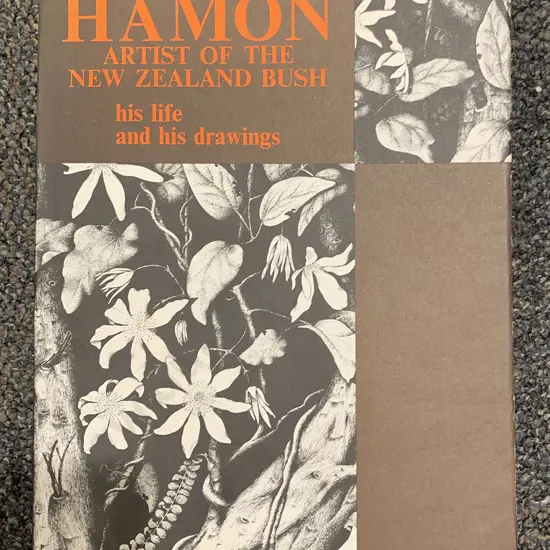 HAMON
ARTIST OF THE
NEW ZEALAND BUSH
his life
and his drawings